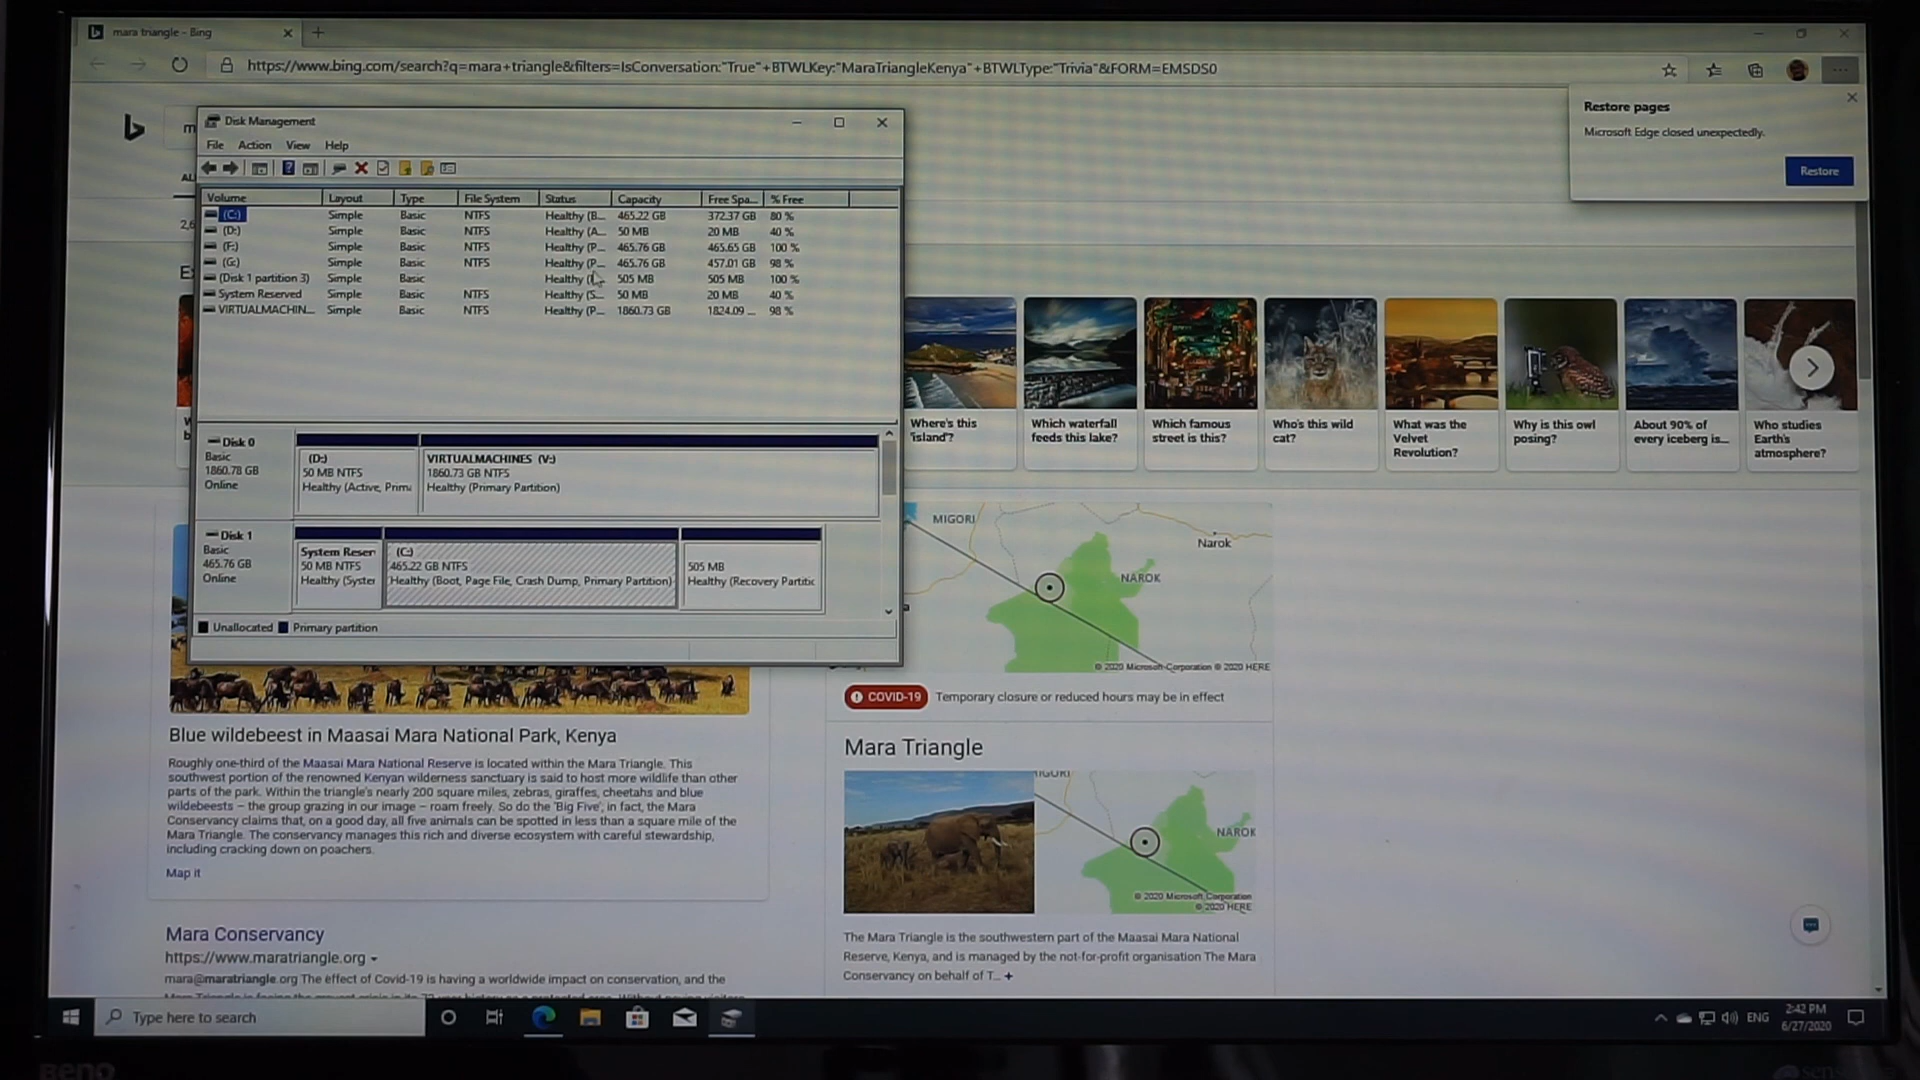 mara triangle - Bing
https://www.bing.com/search?q=mara+triangle&filters=IsConversation:"True"+BTWLKey:"MaraTriangleKenya"+BTWLType:"Trivia"&FORM=EMSDS0
Restore pages
Microsoft Edge closed unexpectedly.
Restore
Disk Management
File Action View Help
Volume Layout Type File System Status Capacity Free Spa... % Free
(C:) Simple Basic NTFS Healthy (B... 465.22 GB 372.37 GB 80 %
(D:) Simple Basic NTFS Healthy (A... 50 MB 20 MB 40 %
(F:) Simple Basic NTFS Healthy (P... 465.76 GB 465.65 GB 100 %
(G:) Simple Basic NTFS Healthy (P... 465.76 GB 457.01 GB 98 %
(Disk 1 partition 3) Simple Basic Healthy 505 MB 505 MB 100 %
System Reserved Simple Basic NTFS Healthy (S... 50 MB 20 MB 40 %
VIRTUALMACHIN... Simple Basic NTFS Healthy (P... 1860.73 GB 1824.09 ... 98 %
Disk 0
Basic
1860.78 GB
Online
(D:)
50 MB NTFS
Healthy (Active, Prima
VIRTUALMACHINES (V:)
1860.73 GB NTFS
Healthy (Primary Partition)
Disk 1
Basic
465.76 GB
Online
System Reser
50 MB NTFS
Healthy (Syster
(C:)
465.22 GB NTFS
Healthy (Boot, Page File, Crash Dump, Primary Partition)
505 MB
Healthy (Recovery Partitic
Unallocated Primary partition
Where's this
'island'?
Which waterfall
feeds this lake?
Which famous
street is this?
Who's this wild
cat?
What was the
Velvet
Revolution?
Why is this owl
posing?
About 90% of
every iceberg is...
Who studies
Earth's
atmosphere?
MIGORI
Narok
NAROK
© 2020 Microsoft Corporation © 2020 HERE
COVID-19 Temporary closure or reduced hours may be in effect
Mara Triangle
NAROK
© 2020 Microsoft Corporation
© 2020 HERE
The Mara Triangle is the southwestern part of the Maasai Mara National
Reserve, Kenya, and is managed by the not-for-profit organisation The Mara
Conservancy on behalf of T... +
Blue wildebeest in Maasai Mara National Park, Kenya
Roughly one-third of the Maasai Mara National Reserve is located within the Mara Triangle. This
southwest portion of the renowned Kenyan wilderness sanctuary is said to host more wildlife than other
parts of the park. Within the triangle's nearly 200 square miles, zebras, giraffes, cheetahs and blue
wildebeests – the group grazing in our image – roam freely. So do the 'Big Five'; in fact, the Mara
Conservancy claims that, on a good day, all five animals can be spotted in less than a square mile of the
Mara Triangle. The conservancy manages this rich and diverse ecosystem with careful stewardship,
including cracking down on poachers.
Map it
Mara Conservancy
https://www.maratriangle.org
mara@maratriangle.org The effect of Covid-19 is having a worldwide impact on conservation, and the
Type here to search
ENG
2:42 PM
6/27/2020
BenQ